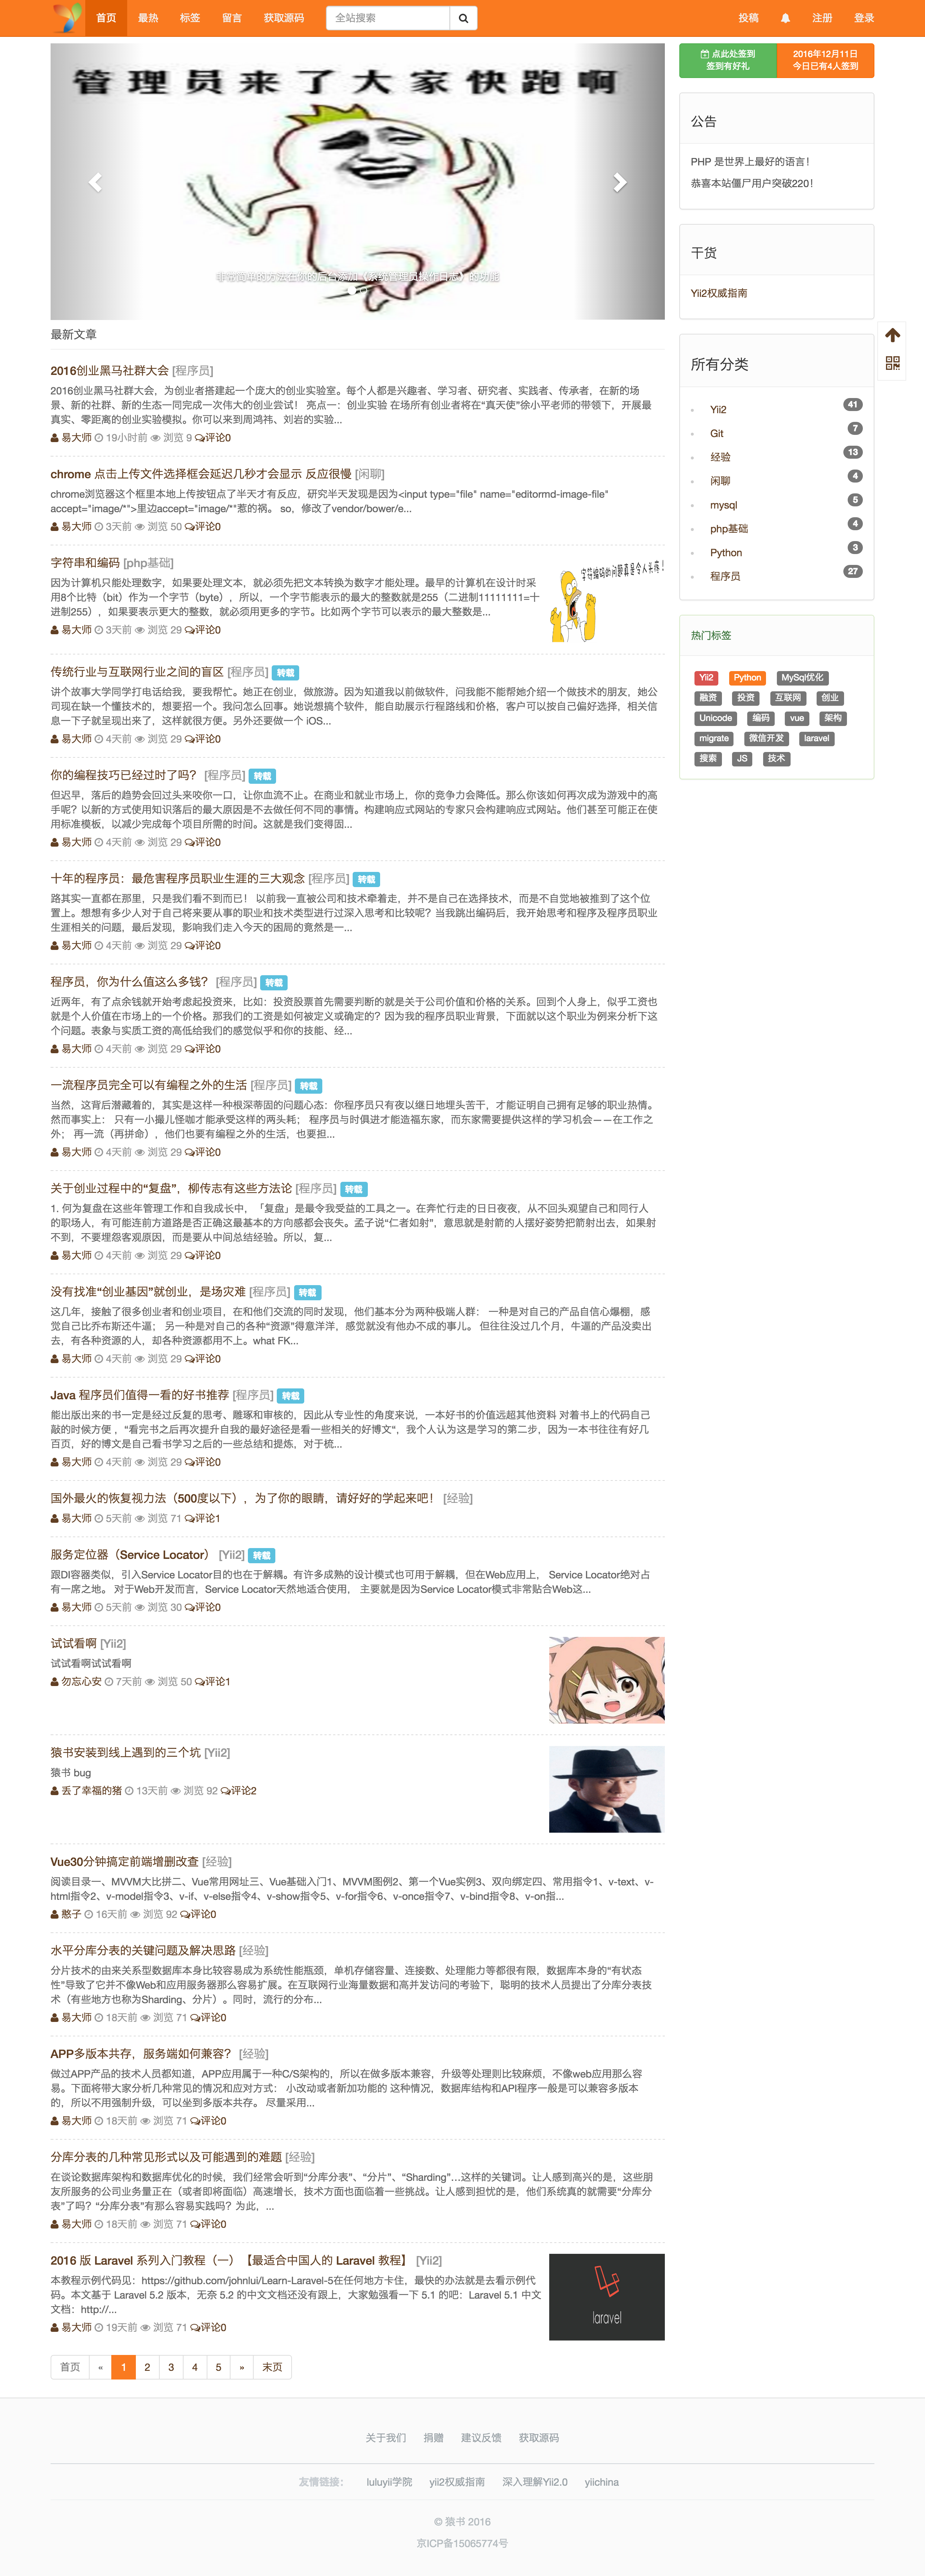 首页 最热 标签 留言 获取源码 全站搜索 投稿 注册 登录
管理员来了大家快跑啊
非常简单的方法在你的后台添加《系统管理员操作日志》的功能
点此处签到
签到有好礼
2016年12月11日
今日已有4人签到
公告
PHP 是世界上最好的语言！
恭喜本站僵尸用户突破220！
干货
Yii2权威指南
所有分类
Yii2 41
Git 7
经验 13
闲聊 4
mysql 5
php基础 4
Python 3
程序员 27
热门标签
Yii2 Python MySql优化
融资 投资 互联网 创业
Unicode 编码 vue 架构
migrate 微信开发 laravel
搜索 JS 技术
最新文章
2016创业黑马社群大会 [程序员]
2016创业黑马社群大会，为创业者搭建起一个庞大的创业实验室。每个人都是兴趣者、学习者、研究者、实践者、传承者，在新的场
景、新的社群、新的生态一同完成一次伟大的创业尝试！ 亮点一：创业实验 在场所有创业者将在“真天使”徐小平老师的带领下，开展最
真实、零距离的创业实验模拟。你可以来到周鸿祎、刘岩的实验...
易大师 19小时前 浏览 9 评论0
chrome 点击上传文件选择框会延迟几秒才会显示 反应很慢 [闲聊]
chrome浏览器这个框里本地上传按钮点了半天才有反应，研究半天发现是因为<input type="file" name="editormd-image-file"
accept="image/*">里边accept="image/*"惹的祸。 so，修改了vendor/bower/e...
易大师 3天前 浏览 50 评论0
字符串和编码 [php基础]
因为计算机只能处理数字，如果要处理文本，就必须先把文本转换为数字才能处理。最早的计算机在设计时采
用8个比特（bit）作为一个字节（byte），所以，一个字节能表示的最大的整数就是255（二进制11111111=十
进制255），如果要表示更大的整数，就必须用更多的字节。比如两个字节可以表示的最大整数是...
易大师 3天前 浏览 29 评论0
字符编码的问题真是令人头疼！
传统行业与互联网行业之间的盲区 [程序员] 转载
讲个故事大学同学打电话给我，要我帮忙。她正在创业，做旅游。因为知道我以前做软件，问我能不能帮她介绍一个做技术的朋友，她公
司现在缺一个懂技术的，想要招一个。我问怎么回事。她说想搞个软件，能自助展示行程路线和价格，客户可以按自己偏好选择，相关信
息一下子就呈现出来了，这样就很方便。另外还要做一个 iOS...
易大师 4天前 浏览 29 评论0
你的编程技巧已经过时了吗？ [程序员] 转载
但迟早，落后的趋势会回过头来咬你一口，让你血流不止。在商业和就业市场上，你的竞争力会降低。那么你该如何再次成为游戏中的高
手呢？以新的方式使用知识落后的最大原因是不去做任何不同的事情。构建响应式网站的专家只会构建响应式网站。他们甚至可能正在使
用标准模板，以减少完成每个项目所需的时间。这就是我们变得固...
易大师 4天前 浏览 29 评论0
十年的程序员：最危害程序员职业生涯的三大观念 [程序员] 转载
路其实一直都在那里，只是我们看不到而已！ 以前我一直被公司和技术牵着走，并不是自己在选择技术，而是不自觉地被推到了这个位
置上。想想有多少人对于自己将来要从事的职业和技术类型进行过深入思考和比较呢？当我跳出编码后，我开始思考和程序及程序员职业
生涯相关的问题，最后发现，影响我们走入今天的困局的竟然是一...
易大师 4天前 浏览 29 评论0
程序员，你为什么值这么多钱？ [程序员] 转载
近两年，有了点余钱就开始考虑起投资来，比如：投资股票首先需要判断的就是关于公司价值和价格的关系。回到个人身上，似乎工资也
就是个人价值在市场上的一个价格。那我们的工资是如何被定义或确定的？因为我的程序员职业背景，下面就以这个职业为例来分析下这
个问题。表象与实质工资的高低给我们的感觉似乎和你的技能、经...
易大师 4天前 浏览 29 评论0
一流程序员完全可以有编程之外的生活 [程序员] 转载
当然，这背后潜藏着的，其实是这样一种根深蒂固的问题心态：你程序员只有夜以继日地埋头苦干，才能证明自己拥有足够的职业热情。
然而事实上： 只有一小撮儿怪咖才能承受这样的两头耗； 程序员与时俱进才能造福东家，而东家需要提供这样的学习机会——在工作之
外； 再一流（再拼命），他们也要有编程之外的生活，也要担...
易大师 4天前 浏览 29 评论0
关于创业过程中的“复盘”，柳传志有这些方法论 [程序员] 转载
1. 何为复盘在这些年管理工作和自我成长中，「复盘」是最令我受益的工具之一。在奔忙行走的日日夜夜，从不回头观望自己和同行人
的职场人，有可能连前方道路是否正确这最基本的方向感都会丧失。孟子说“仁者如射”，意思就是射箭的人摆好姿势把箭射出去，如果射
不到，不要埋怨客观原因，而是要从中间总结经验。所以，复...
易大师 4天前 浏览 29 评论0
没有找准“创业基因”就创业，是场灾难 [程序员] 转载
这几年，接触了很多创业者和创业项目，在和他们交流的同时发现，他们基本分为两种极端人群： 一种是对自己的产品自信心爆棚，感
觉自己比乔布斯还牛逼； 另一种是对自己的各种“资源”得意洋洋，感觉就没有他办不成的事儿。 但往往没过几个月，牛逼的产品没卖出
去，有各种资源的人，却各种资源都用不上。what FK...
易大师 4天前 浏览 29 评论0
Java 程序员们值得一看的好书推荐 [程序员] 转载
能出版出来的书一定是经过反复的思考、雕琢和审核的，因此从专业性的角度来说，一本好书的价值远超其他资料 对着书上的代码自己
敲的时候方便 ，“看完书之后再次提升自我的最好途径是看一些相关的好博文”，我个人认为这是学习的第二步，因为一本书往往有好几
百页，好的博文是自己看书学习之后的一些总结和提炼，对于梳...
易大师 4天前 浏览 29 评论0
国外最火的恢复视力法（500度以下），为了你的眼睛，请好好的学起来吧！ [经验]
易大师 5天前 浏览 71 评论1
服务定位器（Service Locator） [Yii2] 转载
跟DI容器类似，引入Service Locator目的也在于解耦。有许多成熟的设计模式也可用于解耦，但在Web应用上， Service Locator绝对占
有一席之地。 对于Web开发而言，Service Locator天然地适合使用， 主要就是因为Service Locator模式非常贴合Web这...
易大师 5天前 浏览 30 评论0
试试看啊 [Yii2]
试试看啊试试看啊
勿忘心安 7天前 浏览 50 评论1
猿书安装到线上遇到的三个坑 [Yii2]
猿书 bug
丢了幸福的猪 13天前 浏览 92 评论2
Vue30分钟搞定前端增删改查 [经验]
阅读目录一、MVVM大比拼二、Vue常用网址三、Vue基础入门1、MVVM图例2、第一个Vue实例3、双向绑定四、常用指令1、v-text、v-
html指令2、v-model指令3、v-if、v-else指令4、v-show指令5、v-for指令6、v-once指令7、v-bind指令8、v-on指...
憨子 16天前 浏览 92 评论0
水平分库分表的关键问题及解决思路 [经验]
分片技术的由来关系型数据库本身比较容易成为系统性能瓶颈，单机存储容量、连接数、处理能力等都很有限，数据库本身的“有状态
性”导致了它并不像Web和应用服务器那么容易扩展。在互联网行业海量数据和高并发访问的考验下，聪明的技术人员提出了分库分表技
术（有些地方也称为Sharding、分片）。同时，流行的分布...
易大师 18天前 浏览 71 评论0
APP多版本共存，服务端如何兼容？ [经验]
做过APP产品的技术人员都知道，APP应用属于一种C/S架构的，所以在做多版本兼容，升级等处理则比较麻烦，不像web应用那么容
易。下面将带大家分析几种常见的情况和应对方式： 小改动或者新加功能的 这种情况，数据库结构和API程序一般是可以兼容多版本
的，所以不用强制升级，可以坐到多版本共存。 尽量采用...
易大师 18天前 浏览 71 评论0
分库分表的几种常见形式以及可能遇到的难题 [经验]
在谈论数据库架构和数据库优化的时候，我们经常会听到“分库分表”、“分片”、“Sharding”…这样的关键词。让人感到高兴的是，这些朋
友所服务的公司业务量正在（或者即将面临）高速增长，技术方面也面临着一些挑战。让人感到担忧的是，他们系统真的就需要“分库分
表”了吗？“分库分表”有那么容易实践吗？为此，...
易大师 18天前 浏览 71 评论0
2016 版 Laravel 系列入门教程（一）【最适合中国人的 Laravel 教程】 [Yii2]
本教程示例代码见：https://github.com/johnlui/Learn-Laravel-5在任何地方卡住，最快的办法就是去看示例代
码。本文基于 Laravel 5.2 版本，无奈 5.2 的中文文档还没有跟上，大家勉强看一下 5.1 的吧：Laravel 5.1 中文
文档：http://...
易大师 19天前 浏览 71 评论0
laravel
首页 « 1 2 3 4 5 » 末页
关于我们 捐赠 建议反馈 获取源码
友情链接： luluyii学院 yii2权威指南 深入理解Yii2.0 yiichina
© 猿书 2016
京ICP备15065774号